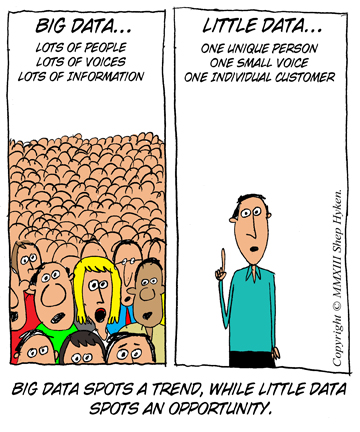 BIG DATA...
LOTS OF PEOPLE
LOTS OF VOICES
LOTS OF INFORMATION
LITTLE DATA...
ONE UNIQUE PERSON
ONE SMALL VOICE
ONE INDIVIDUAL CUSTOMER
Copyright © MMXIII Shep Hyken.
BIG DATA SPOTS A TREND, WHILE LITTLE DATA
SPOTS AN OPPORTUNITY.